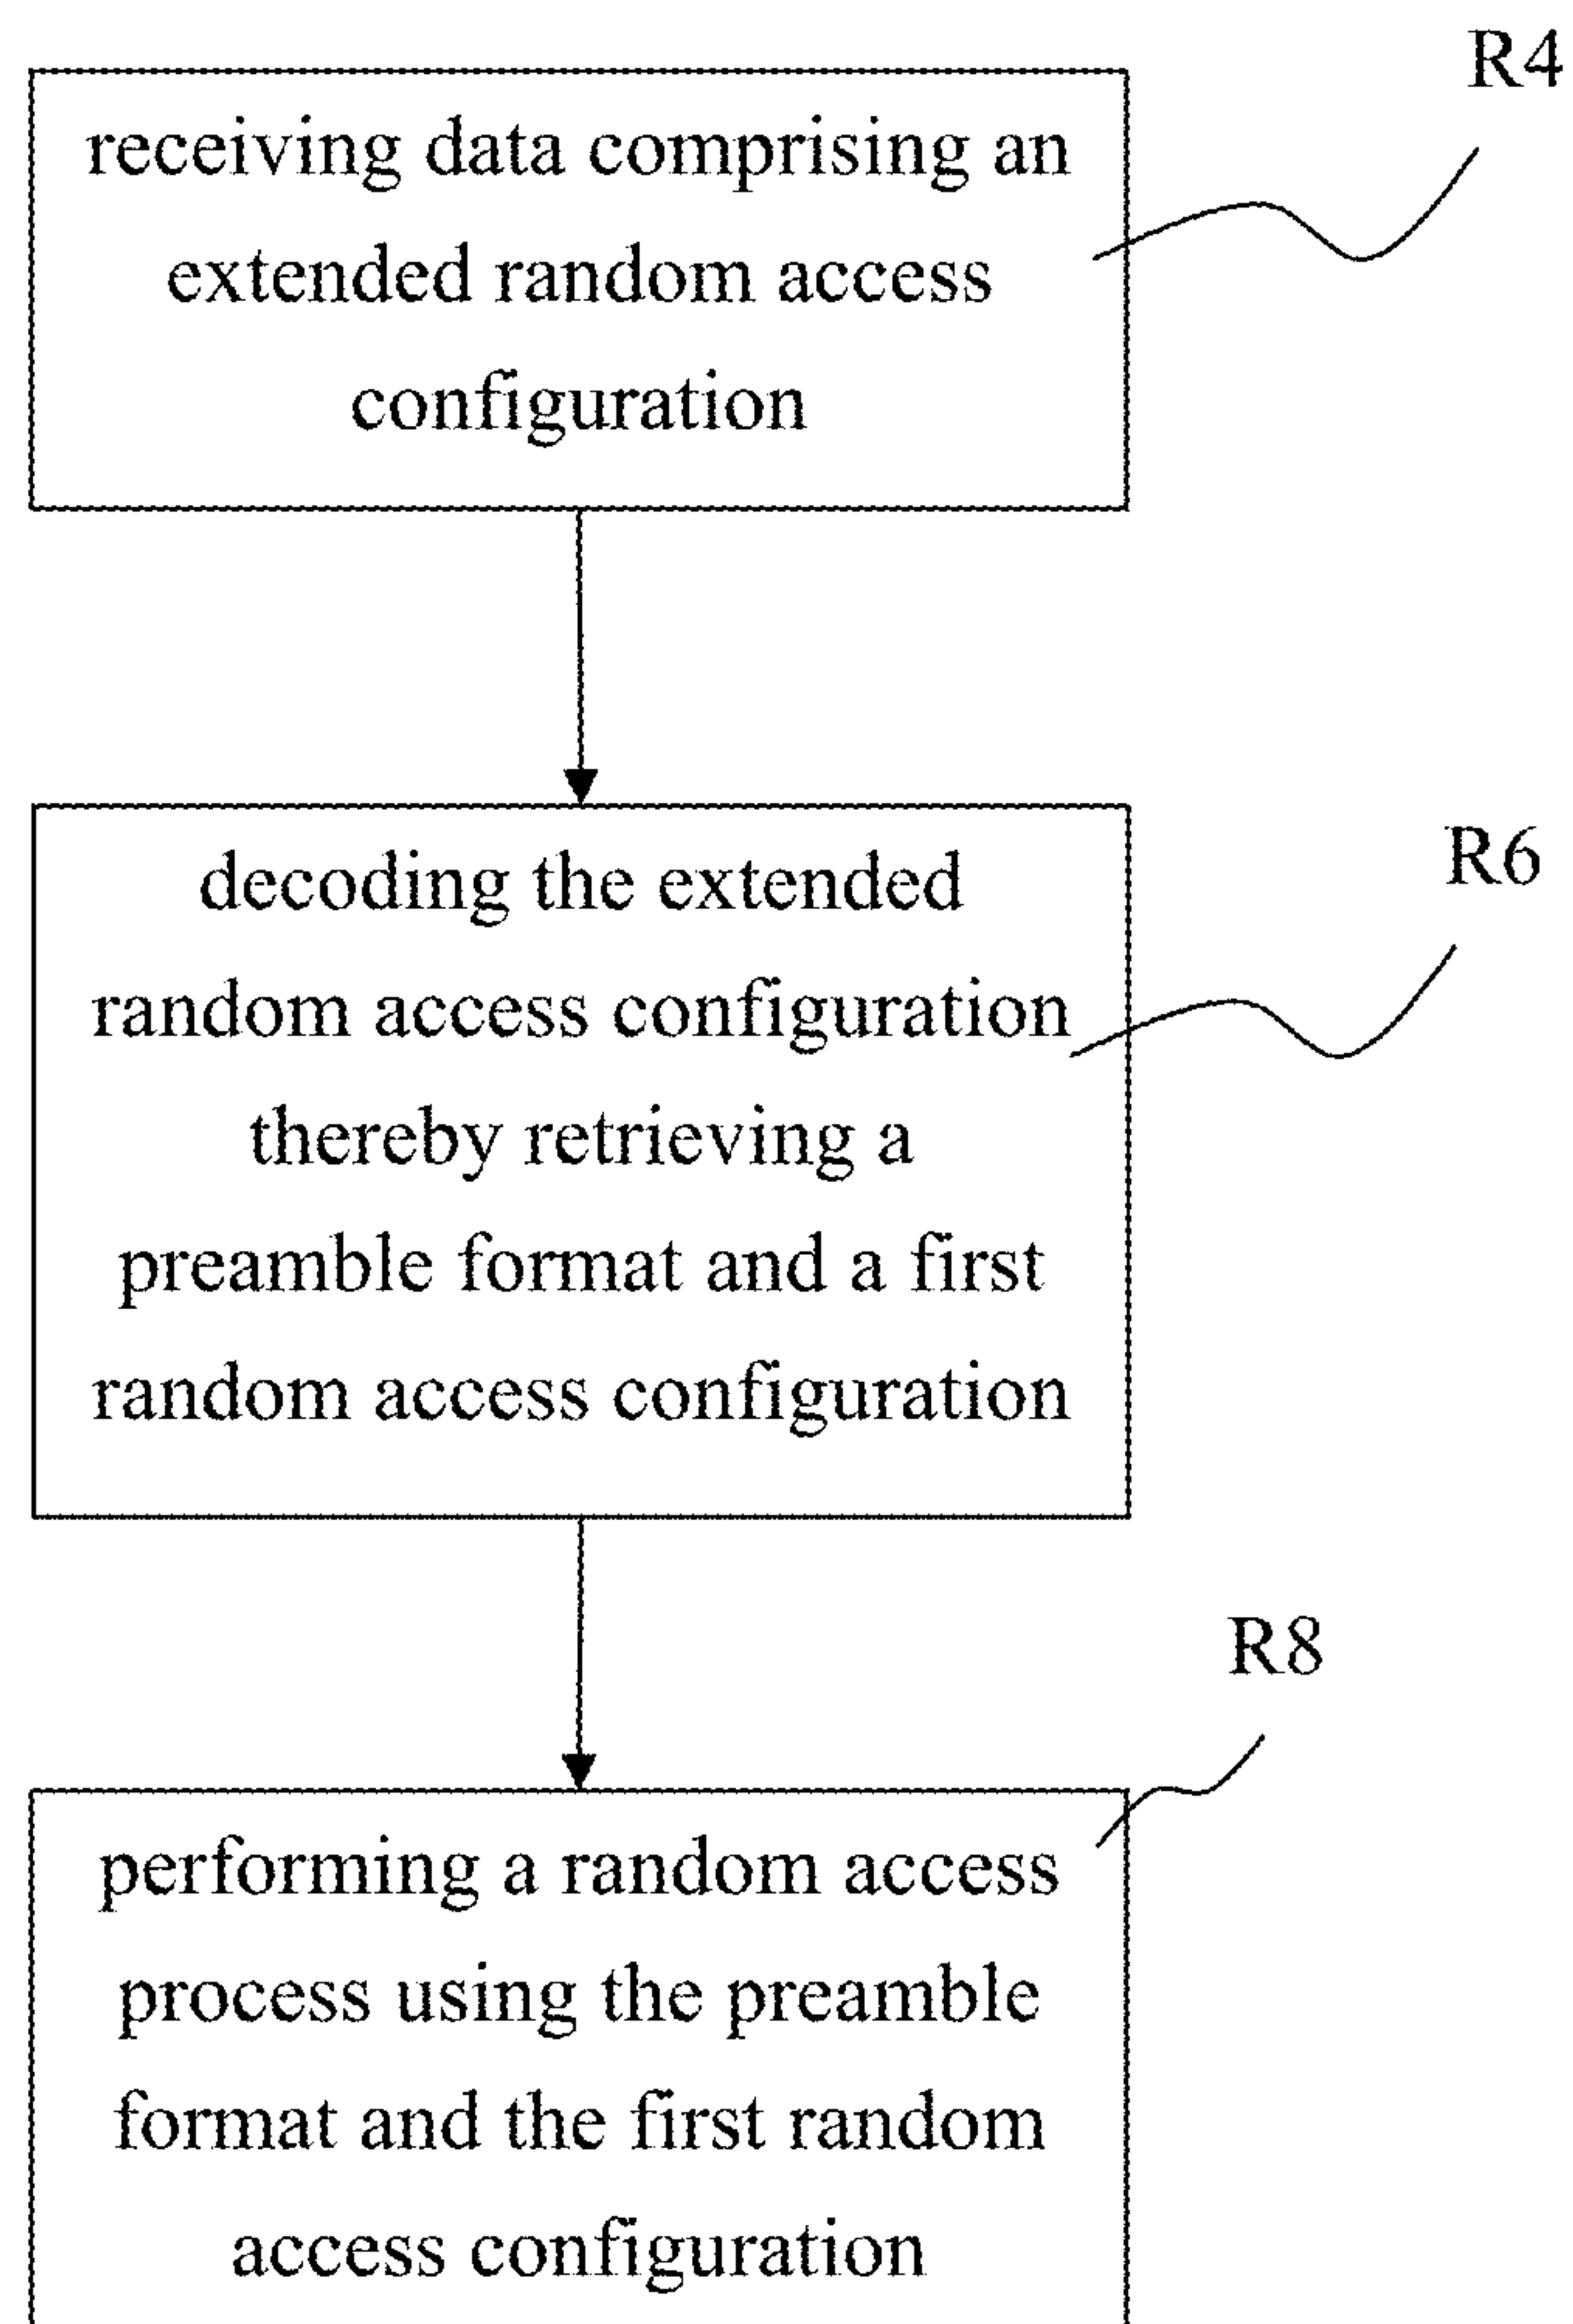 R4
receiving data comprising an
extended random access
configuration
R6
decoding the extended
random access configuration
thereby retrieving a
preamble format and a first
random access configuration
R8
performing a random access
process using the preamble
format and the first random
access configuration